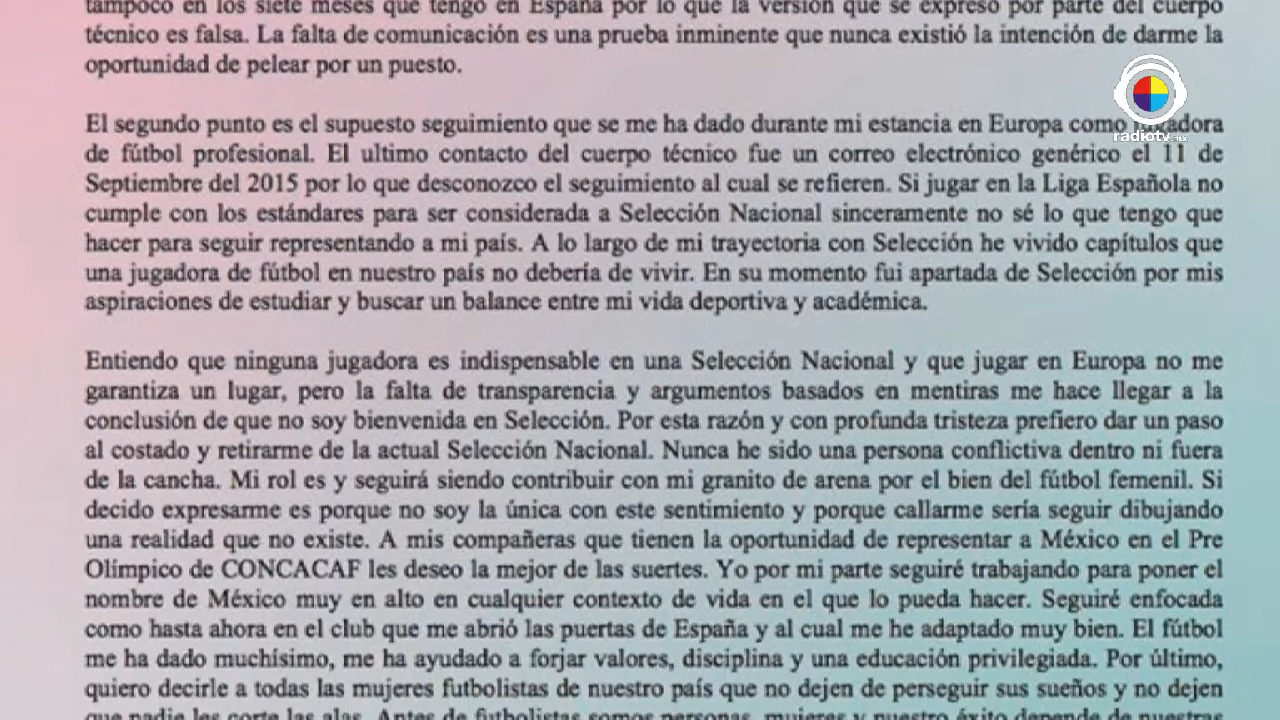 tampoco en los siete meses que tengo en España por lo que la versión que se expresó por parte del cuerpo
técnico es falsa. La falta de comunicación es una prueba inminente que nunca existió la intención de darme la
oportunidad de pelear por un puesto.
El segundo punto es el supuesto seguimiento que se me ha dado durante mi estancia en Europa como jugadora
de fútbol profesional. El ultimo contacto del cuerpo técnico fue un correo electrónico genérico el 11 de
Septiembre del 2015 por lo que desconozco el seguimiento al cual se refieren. Si jugar en la Liga Española no
cumple con los estándares para ser considerada a Selección Nacional sinceramente no sé lo que tengo que
hacer para seguir representando a mi país. A lo largo de mi trayectoria con Selección he vivido capítulos que
una jugadora de fútbol en nuestro país no debería de vivir. En su momento fui apartada de Selección por mis
aspiraciones de estudiar y buscar un balance entre mi vida deportiva y académica.
Entiendo que ninguna jugadora es indispensable en una Selección Nacional y que jugar en Europa no me
garantiza un lugar, pero la falta de transparencia y argumentos basados en mentiras me hace llegar a la
conclusión de que no soy bienvenida en Selección. Por esta razón y con profunda tristeza prefiero dar un paso
al costado y retirarme de la actual Selección Nacional. Nunca he sido una persona conflictiva dentro ni fuera
de la cancha. Mi rol es y seguirá siendo contribuir con mi granito de arena por el bien del fútbol femenil. Si
decido expresarme es porque no soy la única con este sentimiento y porque callarme sería seguir dibujando
una realidad que no existe. A mis compañeras que tienen la oportunidad de representar a México en el Pre
Olímpico de CONCACAF les deseo la mejor de las suertes. Yo por mi parte seguiré trabajando para poner el
nombre de México muy en alto en cualquier contexto de vida en el que lo pueda hacer. Seguiré enfocada
como hasta ahora en el club que me abrió las puertas de España y al cual me he adaptado muy bien. El fútbol
me ha dado muchísimo, me ha ayudado a forjar valores, disciplina y una educación privilegiada. Por último,
quiero decirle a todas las mujeres futbolistas de nuestro país que no dejen de perseguir sus sueños y no dejen
que nadie les corte las alas. Antes de futbolistas somos personas, mujeres y nuestro éxito depende de nuestras
radiotv.mx